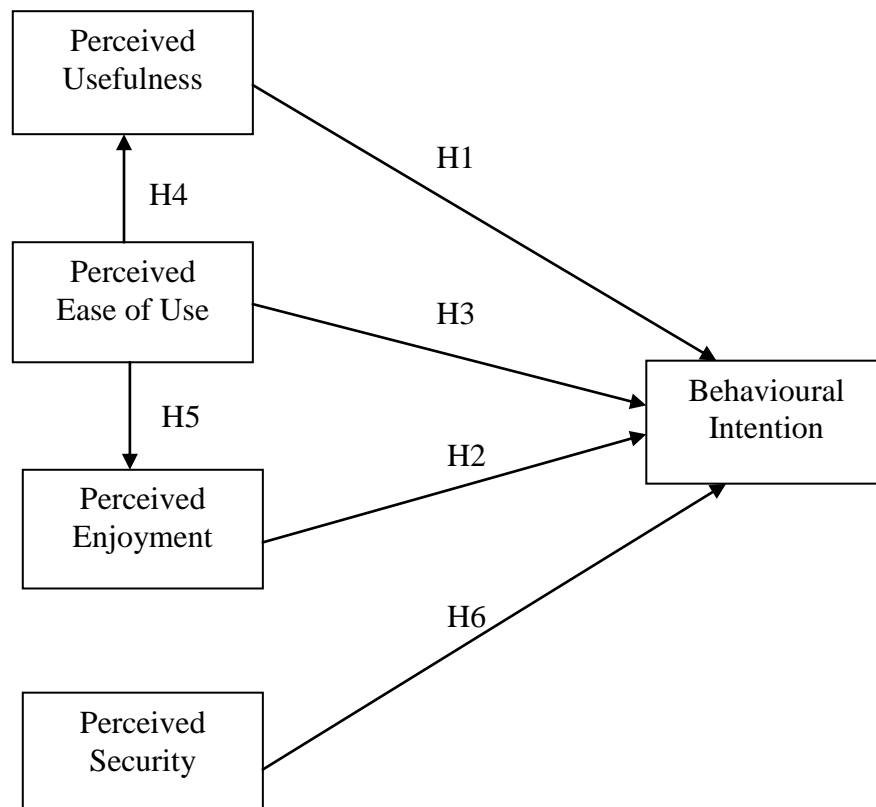 Perceived
Usefulness
H1
H4
Perceived
Ease of Use
H3
Behavioural
Intention
H5
H2
Perceived
Enjoyment
H6
Perceived
Security